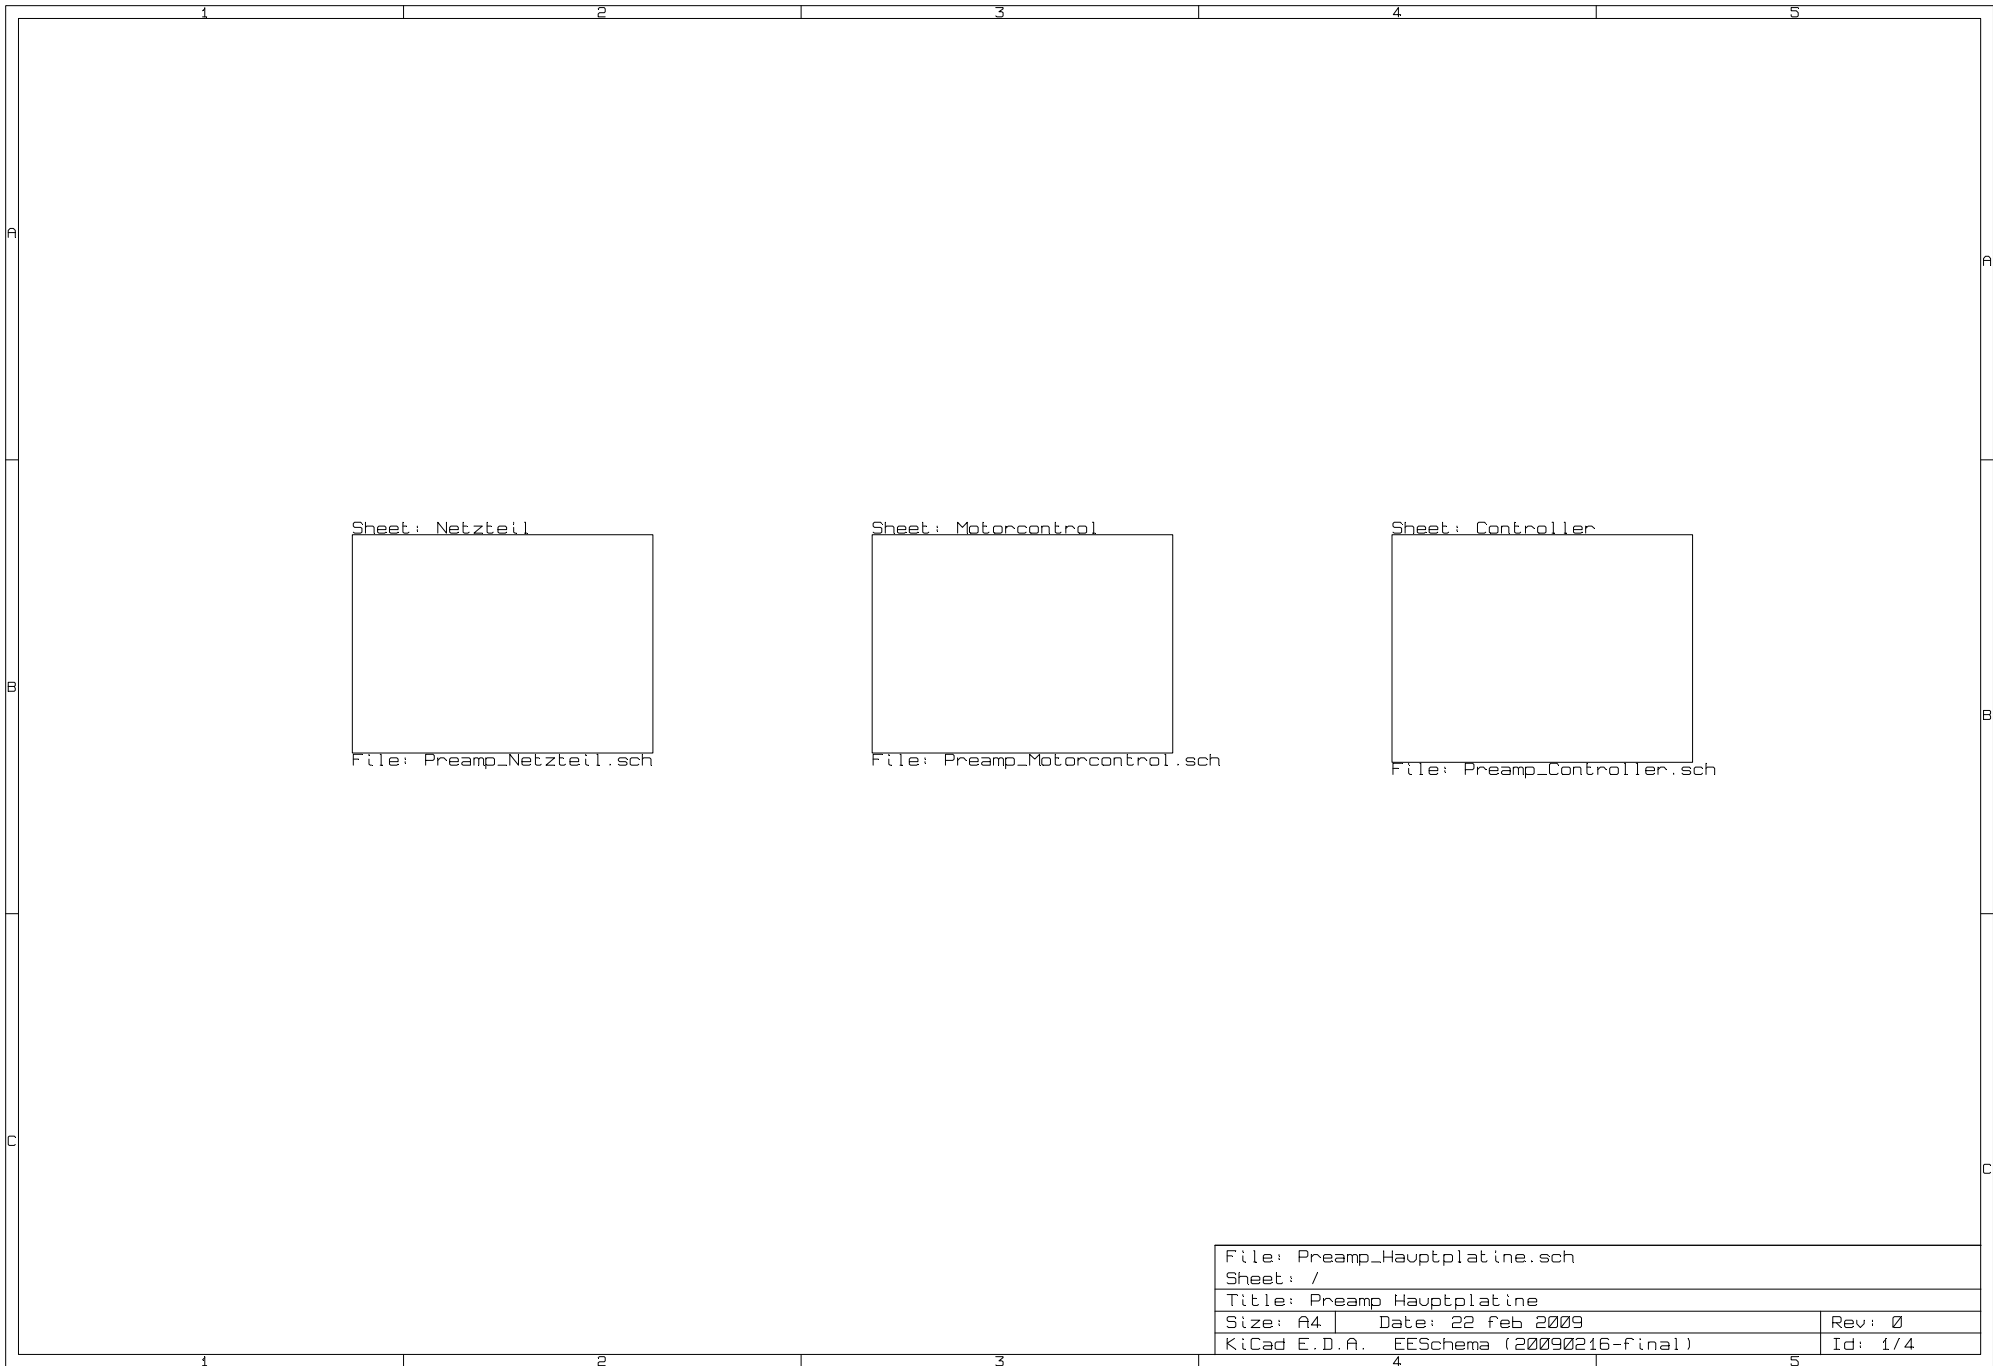 1 2 3 4 5
A A
Sheet: Netzteil Sheet: Motorcontrol Sheet: Controller
B B
File: Preamp_Netzteil.sch File: Preamp_Motorcontrol.sch File: Preamp_Controller.sch
C C
File: Preamp_Hauptplatine.sch
Sheet: /
Title: Preamp Hauptplatine
Size: A4 Date: 22 feb 2009 Rev: 0
KiCad E.D.A. EESchema (20090216-final) Id: 1/4
1 2 3 4 5